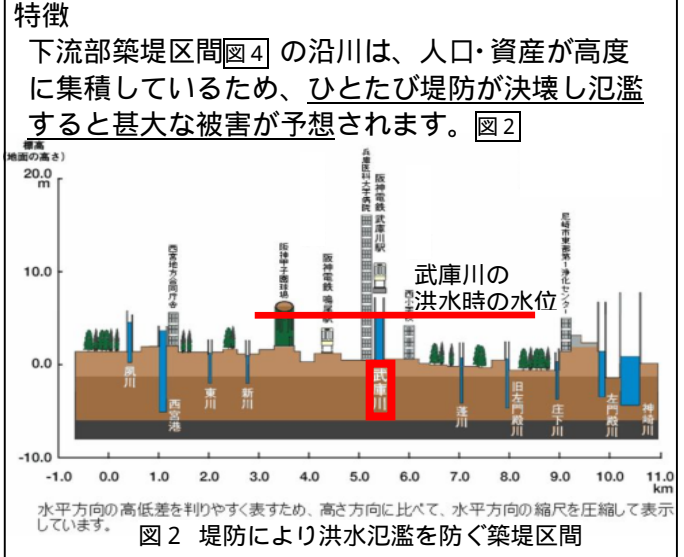 特徴
下流部築堤区間図4 の沿川は、人口・資産が高度
に集積しているため、ひとたび堤防が決壊し氾濫
すると甚大な被害が予想されます。図2
標高
(地面の高さ)
20.0
m
10.0
0.0
-10.0
夙川
西宮港
西宮地方合同庁舎
東川
新川
阪神甲子園球場
阪神電鉄 鳴尾駅
兵庫医科大学病院
阪神電鉄 武庫川駅
武庫川
武庫川の
洪水時の水位
西小学校
蓬川
旧左門殿川
庄下川
尼崎市東部第1浄化センター
左門殿川
神崎川
-1.0 0.0 1.0 2.0 3.0 4.0 5.0 6.0 7.0 8.0 9.0 10.0 11.0
km
水平方向の高低差を判りやすく表すため、高さ方向に比べて、水平方向の縮尺を圧縮して表示
しています。
図2 堤防により洪水氾濫を防ぐ築堤区間